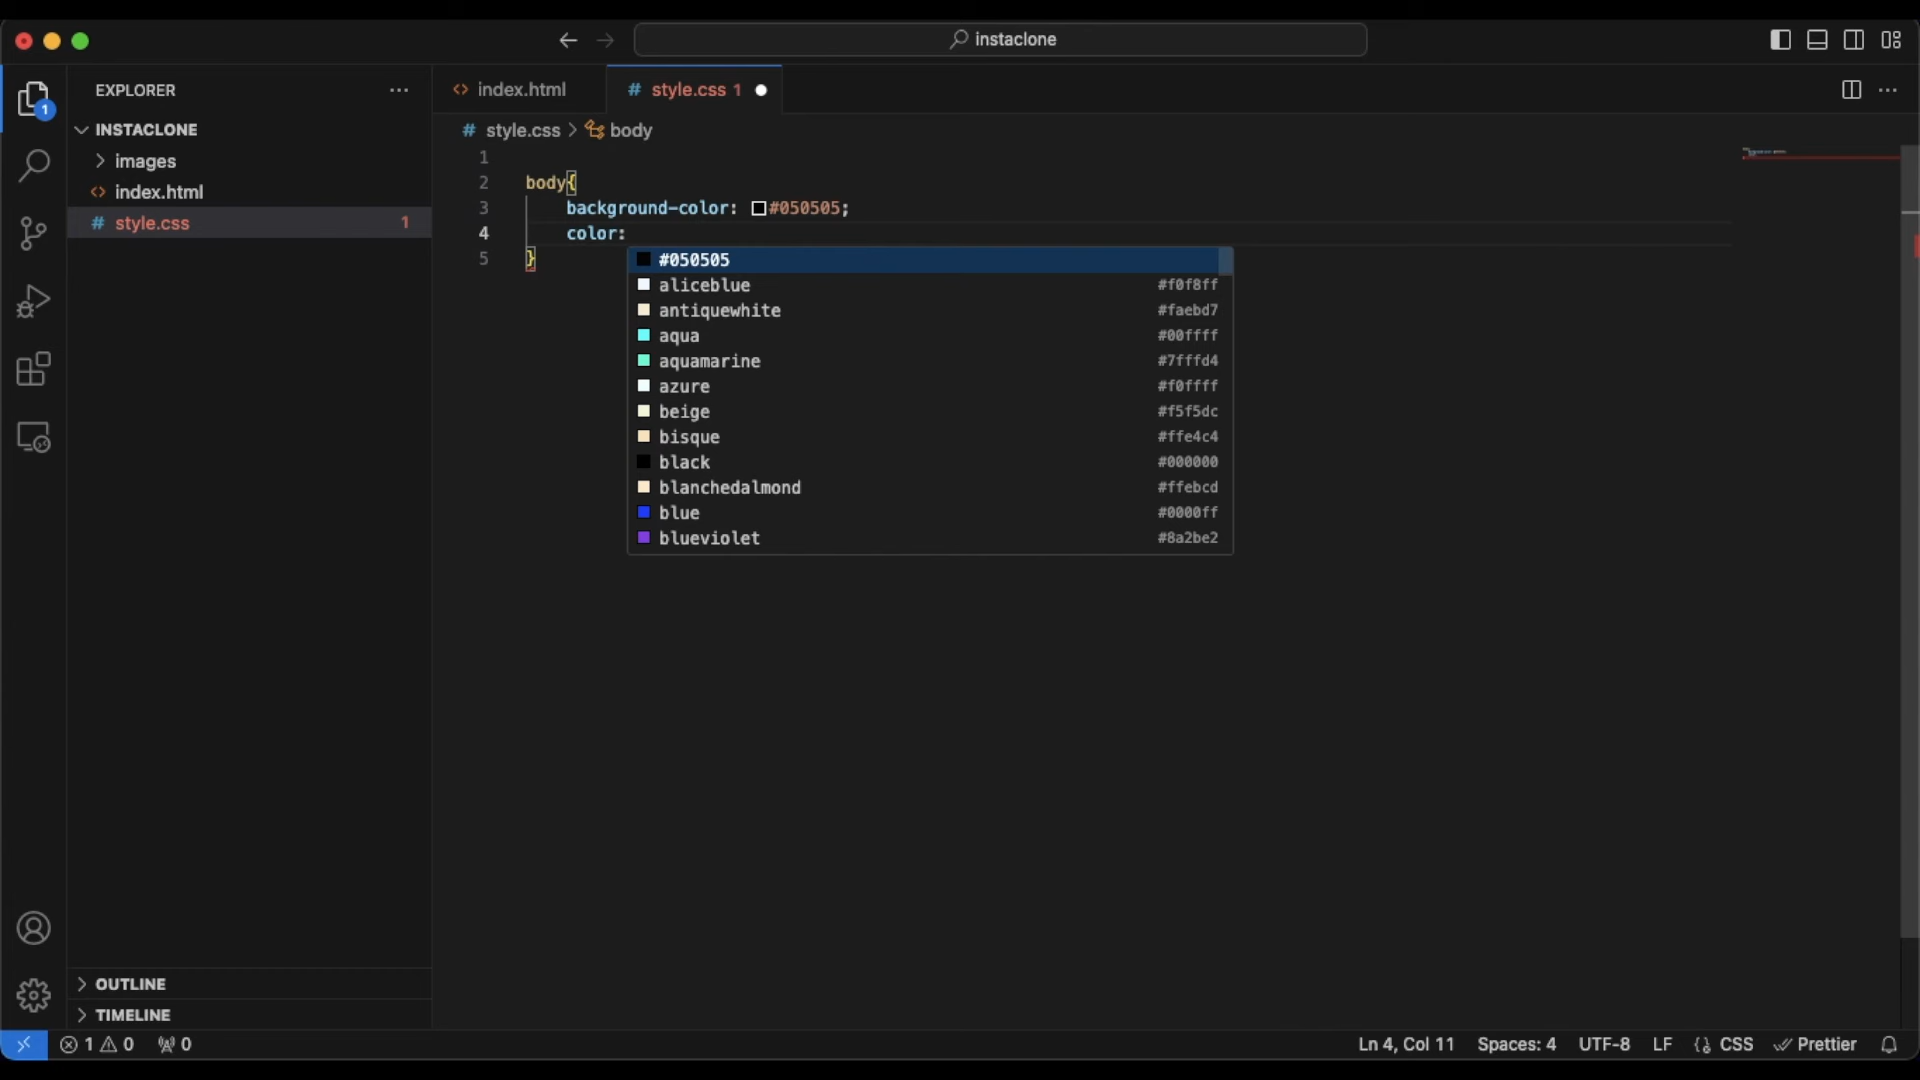 instaclone
EXPLORER
INSTACLONE
images
index.html
style.css 1
1
OUTLINE
TIMELINE
index.html
style.css 1
style.css > body
1
2 body{
3 background-color: #050505;
4 color:
5 }
#050505
aliceblue #f0f8ff
antiquewhite #faebd7
aqua #00ffff
aquamarine #7fffd4
azure #f0ffff
beige #f5f5dc
bisque #ffe4c4
black #000000
blanchedalmond #ffebcd
blue #0000ff
blueviolet #8a2be2
1 0 0 Ln 4, Col 11 Spaces: 4 UTF-8 LF CSS Prettier